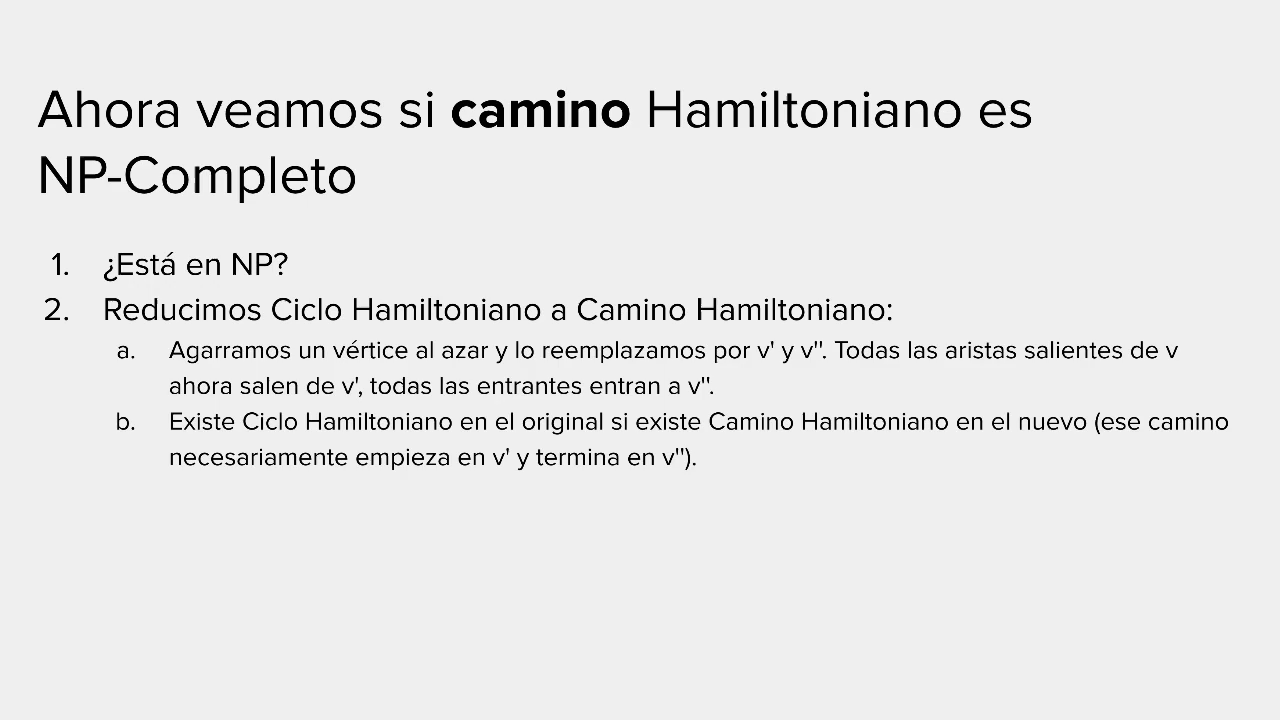 Ahora veamos si camino Hamiltoniano es
NP-Completo
1. ¿Está en NP?
2. Reducimos Ciclo Hamiltoniano a Camino Hamiltoniano:
a. Agarramos un vértice al azar y lo reemplazamos por v' y v". Todas las aristas salientes de v
ahora salen de v', todas las entrantes entran a v".
b. Existe Ciclo Hamiltoniano en el original si existe Camino Hamiltoniano en el nuevo (ese camino
necesariamente empieza en v' y termina en v").